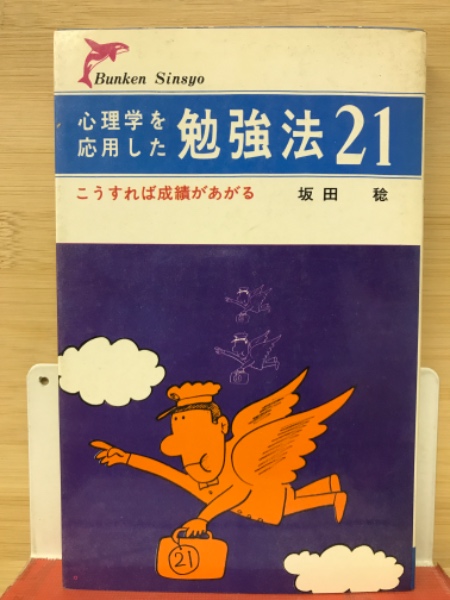 Bunken Sinsyo
心理学を
応用した
勉強法21
こうすれば成績があがる 坂田 稔
21